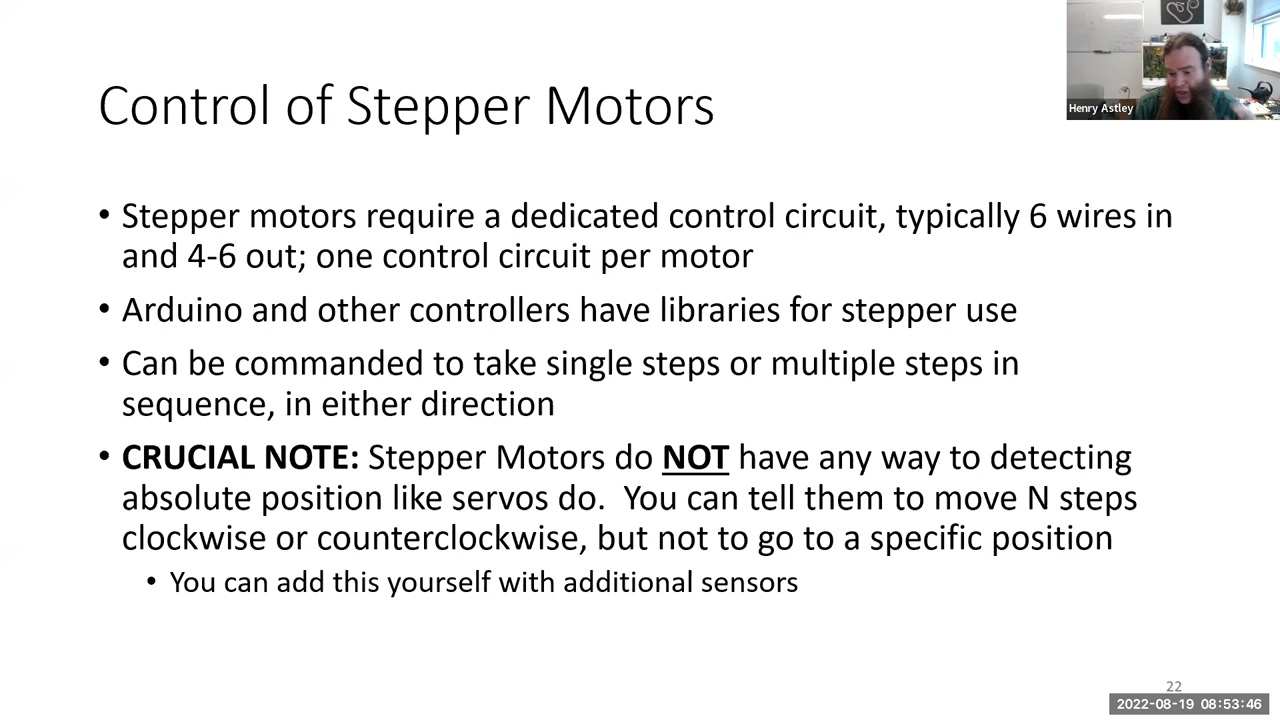 Henry Astley
Control of Stepper Motors
• Stepper motors require a dedicated control circuit, typically 6 wires in
and 4-6 out; one control circuit per motor
• Arduino and other controllers have libraries for stepper use
• Can be commanded to take single steps or multiple steps in
sequence, in either direction
• CRUCIAL NOTE: Stepper Motors do NOT have any way to detecting
absolute position like servos do.  You can tell them to move N steps
clockwise or counterclockwise, but not to go to a specific position
• You can add this yourself with additional sensors
22
2022-08-19 08:53:46